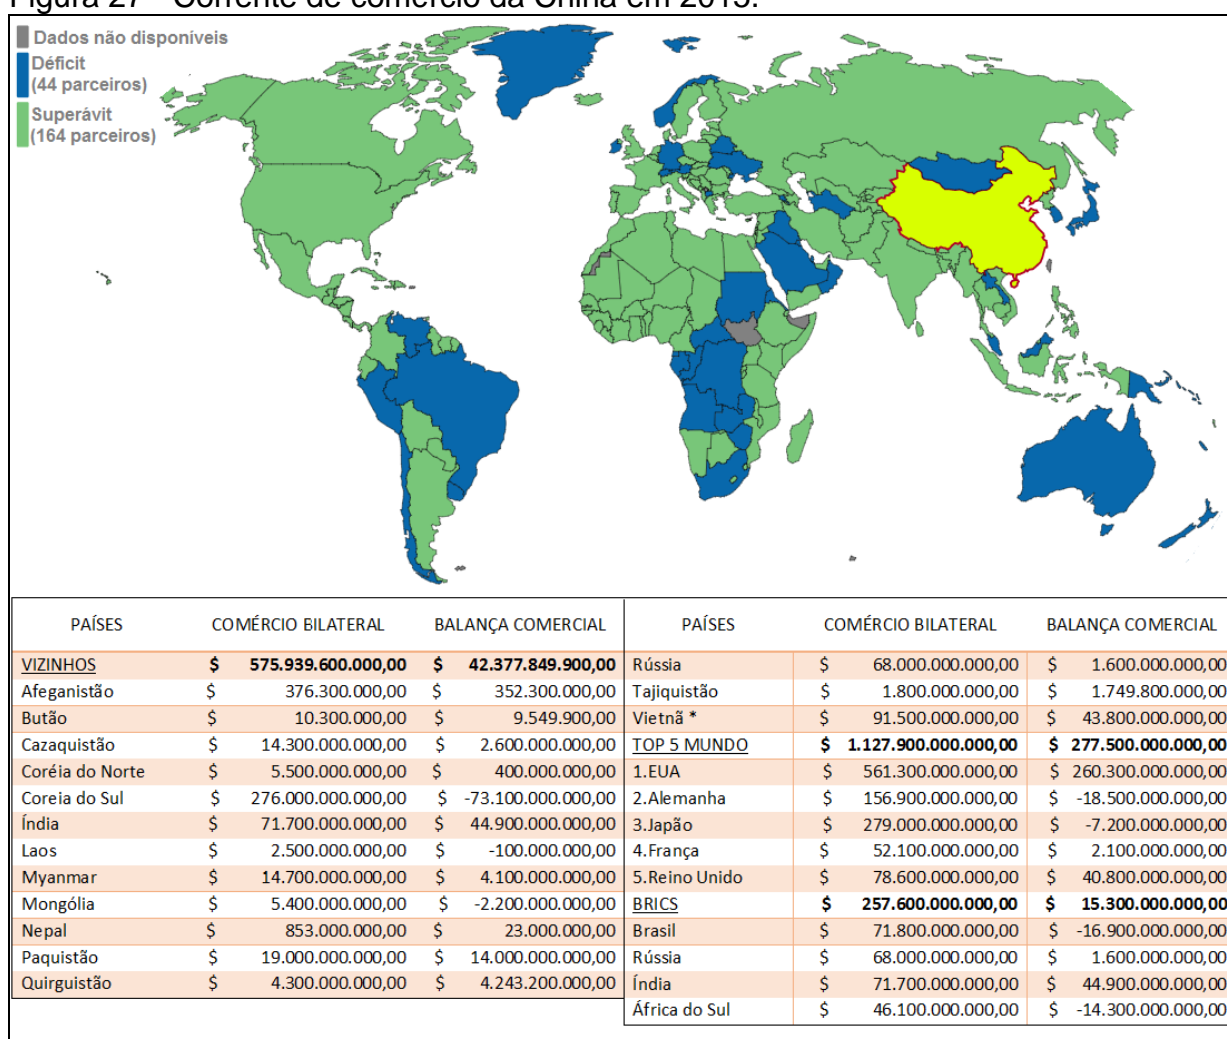 Figura 27 - Corrente de comércio da China em 2015.
Dados não disponíveis
Déficit
(44 parceiros)
Superávit
(164 parceiros)
PAÍSES COMÉRCIO BILATERAL BALANÇA COMERCIAL
VIZINHOS $ 575.939.600.000,00 $ 42.377.849.900,00
Afeganistão $ 376.300.000,00 $ 352.300.000,00
Butão $ 10.300.000,00 $ 9.549.900,00
Cazaquistão $ 14.300.000.000,00 $ 2.600.000.000,00
Coréia do Norte $ 5.500.000.000,00 $ 400.000.000,00
Coreia do Sul $ 276.000.000.000,00 $ -73.100.000.000,00
Índia $ 71.700.000.000,00 $ 44.900.000.000,00
Laos $ 2.500.000.000,00 $ -100.000.000,00
Myanmar $ 14.700.000.000,00 $ 4.100.000.000,00
Mongólia $ 5.400.000.000,00 $ -2.200.000.000,00
Nepal $ 853.000.000,00 $ 23.000.000,00
Paquistão $ 19.000.000.000,00 $ 14.000.000.000,00
Quirguistão $ 4.300.000.000,00 $ 4.243.200.000,00
PAÍSES COMÉRCIO BILATERAL BALANÇA COMERCIAL
Rússia $ 68.000.000.000,00 $ 1.600.000.000,00
Tajiquistão $ 1.800.000.000,00 $ 1.749.800.000,00
Vietnã * $ 91.500.000.000,00 $ 43.800.000.000,00
TOP 5 MUNDO $ 1.127.900.000.000,00 $ 277.500.000.000,00
1.EUA $ 561.300.000.000,00 $ 260.300.000.000,00
2.Alemanha $ 156.900.000.000,00 $ -18.500.000.000,00
3.Japão $ 279.000.000.000,00 $ -7.200.000.000,00
4.França $ 52.100.000.000,00 $ 2.100.000.000,00
5.Reino Unido $ 78.600.000.000,00 $ 40.800.000.000,00
BRICS $ 257.600.000.000,00 $ 15.300.000.000,00
Brasil $ 71.800.000.000,00 $ -16.900.000.000,00
Rússia $ 68.000.000.000,00 $ 1.600.000.000,00
Índia $ 71.700.000.000,00 $ 44.900.000.000,00
África do Sul $ 46.100.000.000,00 $ -14.300.000.000,00